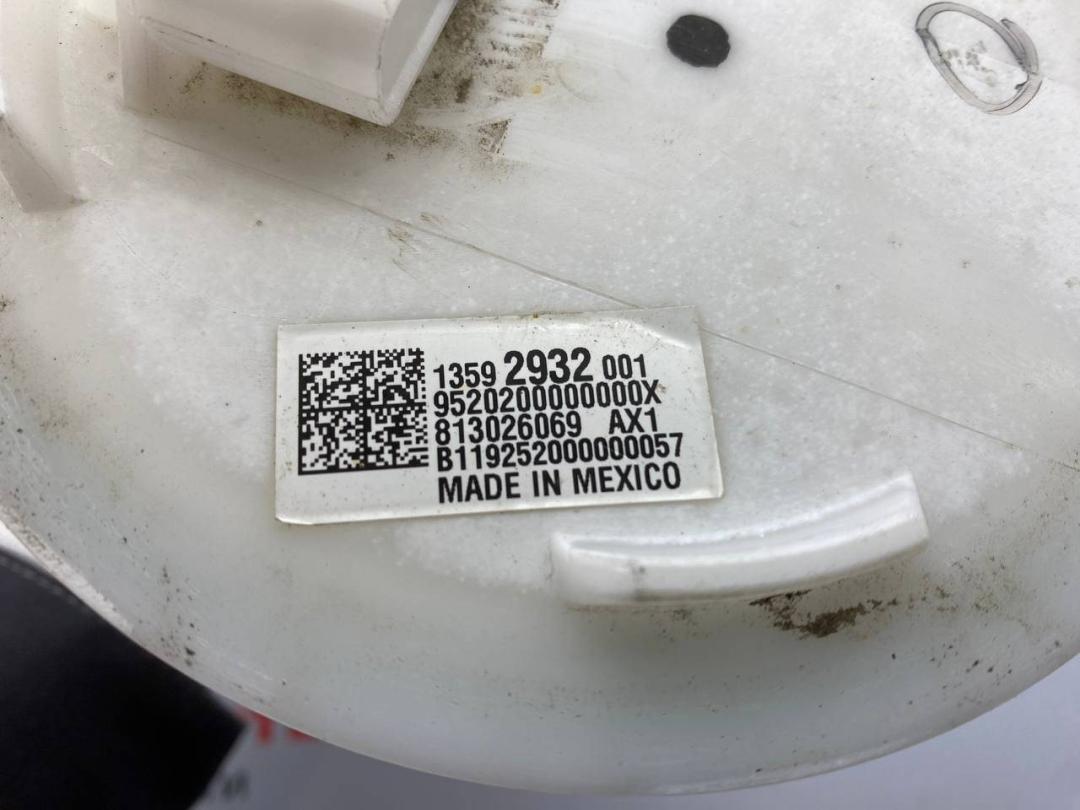 1359 2932 001
9520200000000X
813026069 AX1
B119252000000057
MADE IN MEXICO